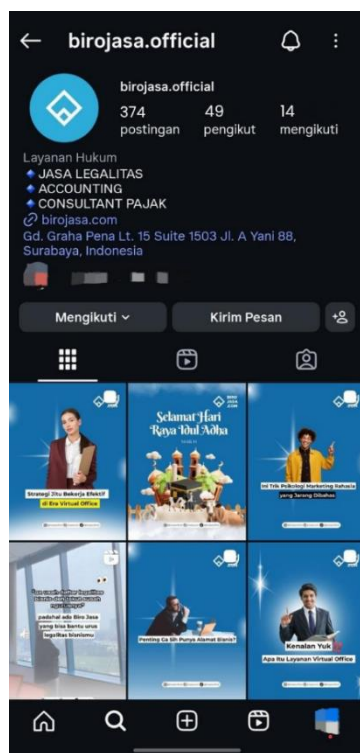 birojasa.official
birojasa.official
374 49 14
postingan pengikut mengikuti
Layanan Hukum
JASA LEGALITAS
ACCOUNTING
CONSULTANT PAJAK
birojasa.com
Gd. Graha Pena Lt. 15 Suite 1503 Jl. A Yani 88,
Surabaya, Indonesia
Mengikuti
Kirim Pesan
Strategi Jitu Bekerja Efektif
di Era Virtual Office
BIRO
JASA
.COM
Selamat Hari
Raya Idul Adha
Ini Trik Psikologi Marketing Rahasia
yang Jarang Dibahas
padahal ada Biro Jasa
yang bisa bantu urus
legalitas bisnismu
Penting Ga Sih Punya Alamat Bisnis?
Kenalan Yuk
Apa Itu Layanan Virtual Office